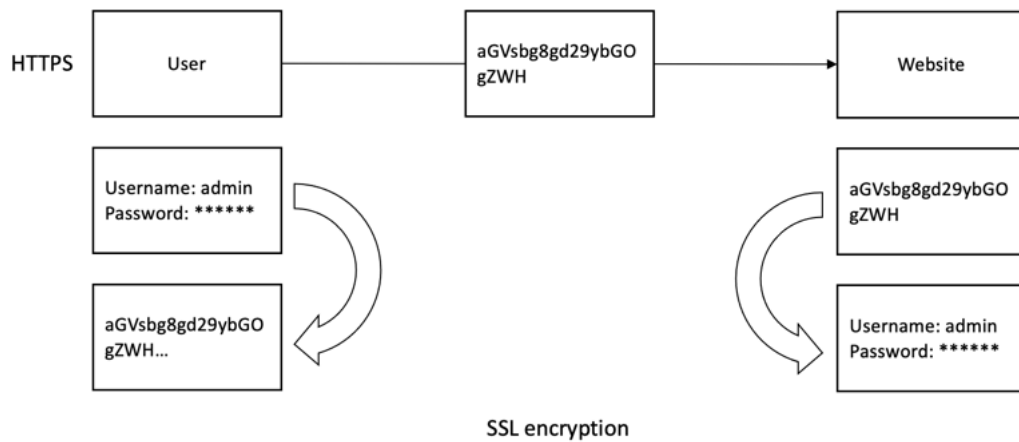 HTTPS
User
aGVsbg8gd29ybGO
gZWH
Website
Username: admin
Password: ******
aGVsbg8gd29ybGO
gZWH
aGVsbg8gd29ybGO
gZWH...
Username: admin
Password: ******
SSL encryption